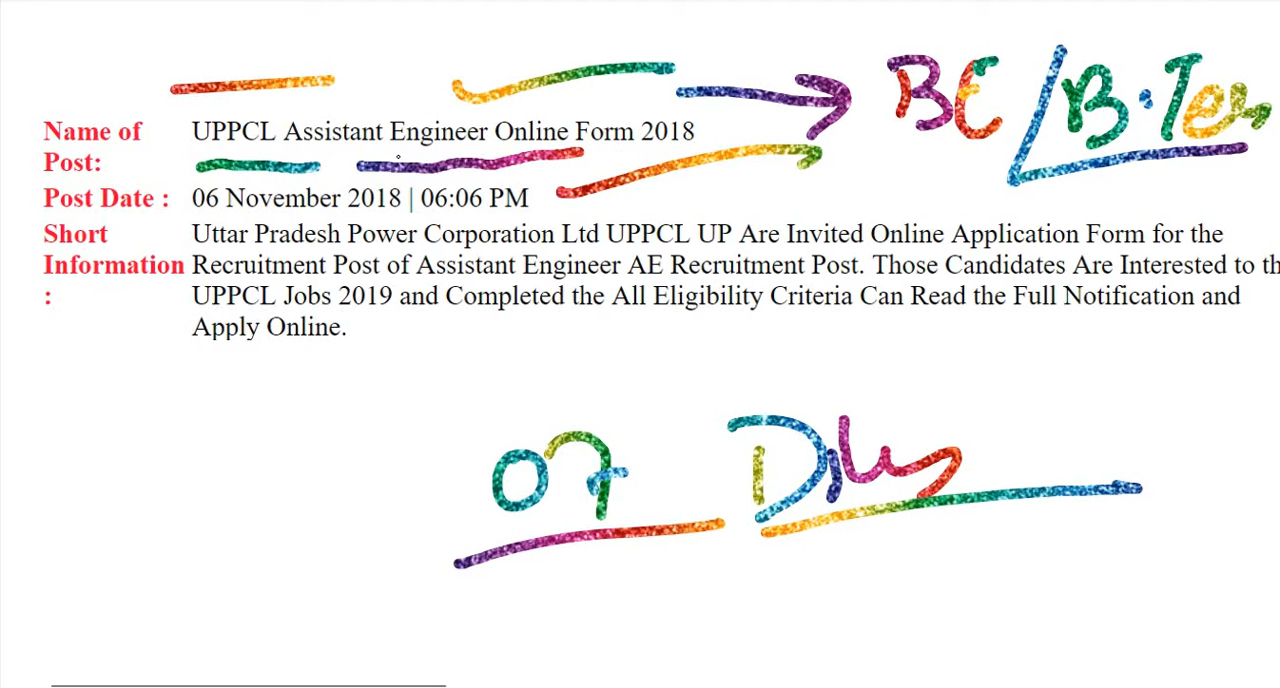 BE/B.Tech
Name of Post: UPPCL Assistant Engineer Online Form 2018
Post Date : 06 November 2018 | 06:06 PM
Short Information : Uttar Pradesh Power Corporation Ltd UPPCL UP Are Invited Online Application Form for the
Recruitment Post of Assistant Engineer AE Recruitment Post. Those Candidates Are Interested to th
UPPCL Jobs 2019 and Completed the All Eligibility Criteria Can Read the Full Notification and
Apply Online.
07